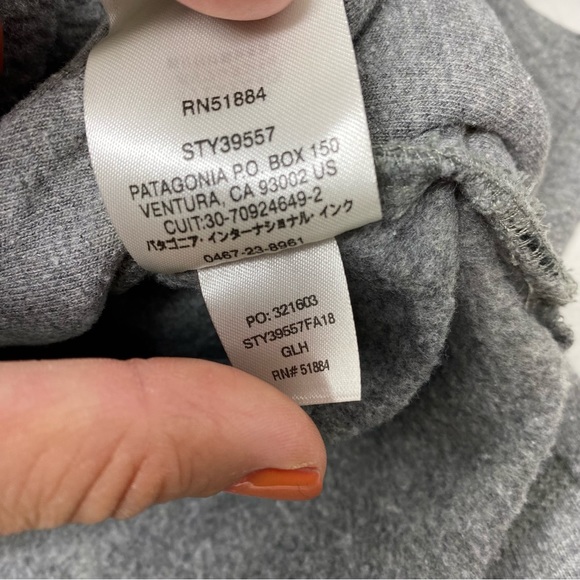 RN51884
STY39557
PATAGONIA P.O. BOX 150
VENTURA, CA 93002 US
CUIT:30-70924649-2
パタゴニア・インターナショナル・インク
0467-23-8961
PO: 321603
STY39557FA18
GLH
RN# 51884